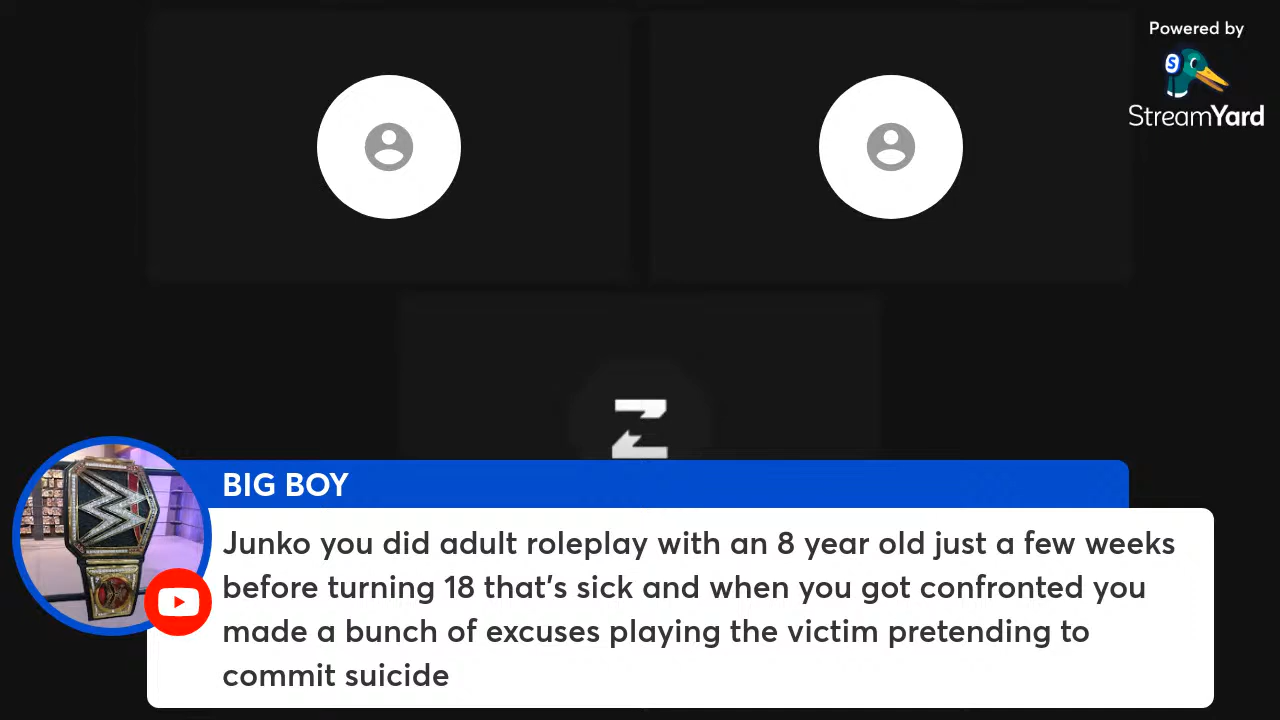 Powered by
S
StreamYard
Z
BIG BOY
Junko you did adult roleplay with an 8 year old just a few weeks
before turning 18 that's sick and when you got confronted you
made a bunch of excuses playing the victim pretending to
commit suicide